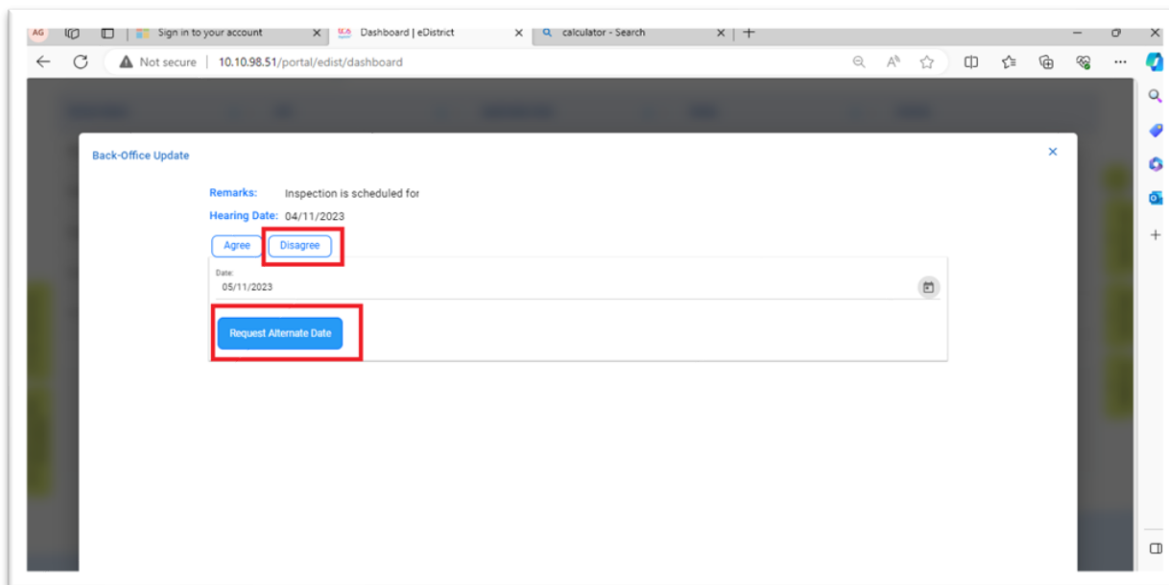 AG Sign in to your account Dashboard | eDistrict calculator - Search
Not secure | 10.10.98.51/portal/edist/dashboard
Back-Office Update
Remarks: Inspection is scheduled for
Hearing Date: 04/11/2023
Agree Disagree
Date:
05/11/2023
Request Alternate Date